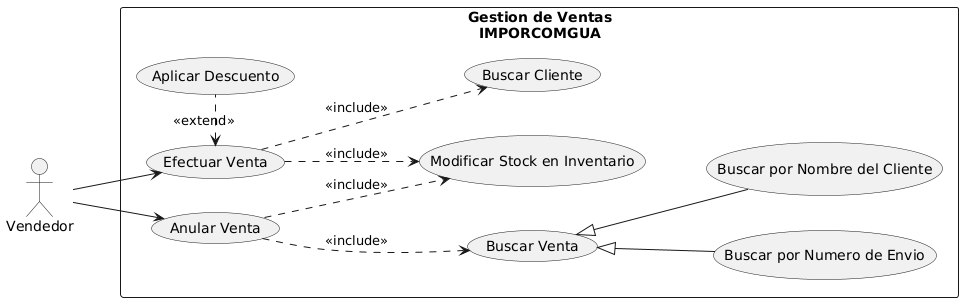 Gestion de Ventas
IMPORCOMGUA
Aplicar Descuento
Buscar Cliente
«include»
«extend»
Efectuar Venta
«include»
Modificar Stock en Inventario
Buscar por Nombre del Cliente
«include»
Vendedor
Anular Venta
«include»
Buscar Venta
Buscar por Numero de Envio